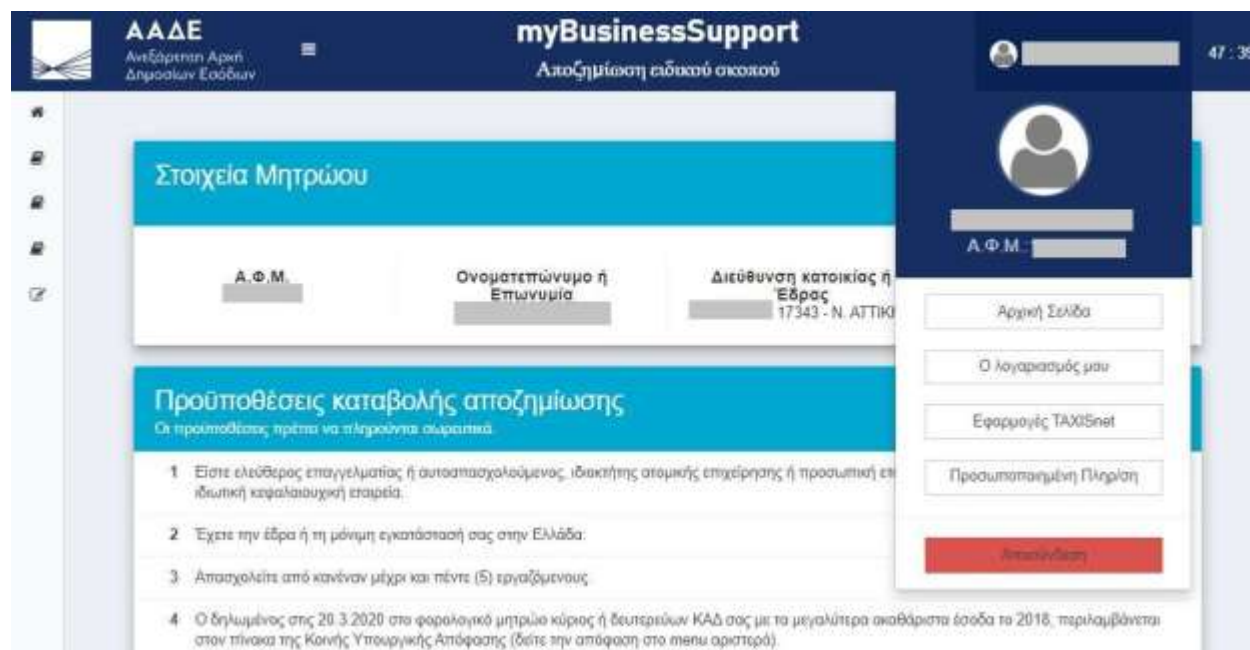 ΑΑΔΕ
Ανεξάρτητη Αρχή
Δημοσίων Εσόδων
myBusinessSupport
Αποζημίωση ειδικού σκοπού
47 : 39
Στοιχεία Μητρώου
Α.Φ.Μ.
Ονοματεπώνυμο ή
Επωνυμία
Διεύθυνση κατοικίας ή
Έδρας
17343 - Ν. ΑΤΤΙΚΗ
Α.Φ.Μ.:
Αρχική Σελίδα
Ο λογαριασμός μου
Εφαρμογές TAXISnet
Προσωποποιημένη Πληρ/ση
Αποσύνδεση
Προϋποθέσεις καταβολής αποζημίωσης
Οι προϋποθέσεις πρέπει να πληρούνται σωρευτικά.
1 Είστε ελεύθερος επαγγελματίας ή αυτοαπασχολούμενος, ιδιοκτήτης ατομικής επιχείρησης ή προσωπική
ιδιωτική κεφαλαιουχική εταιρεία.
2 Έχετε την έδρα ή τη μόνιμη εγκατάστασή σας στην Ελλάδα.
3 Απασχολείτε από κανέναν μέχρι και πέντε (5) εργαζόμενους
4 Ο δηλωμένος στις 20.3.2020 στο φορολογικό μητρώο κύριος ή δευτερεύων ΚΑΔ σας με τα μεγαλύτερα ακαθάριστα έσοδα το 2018, περιλαμβάνεται
στον πίνακα της Κοινής Υπουργικής Απόφασης (δείτε την απόφαση στο menu αριστερά).